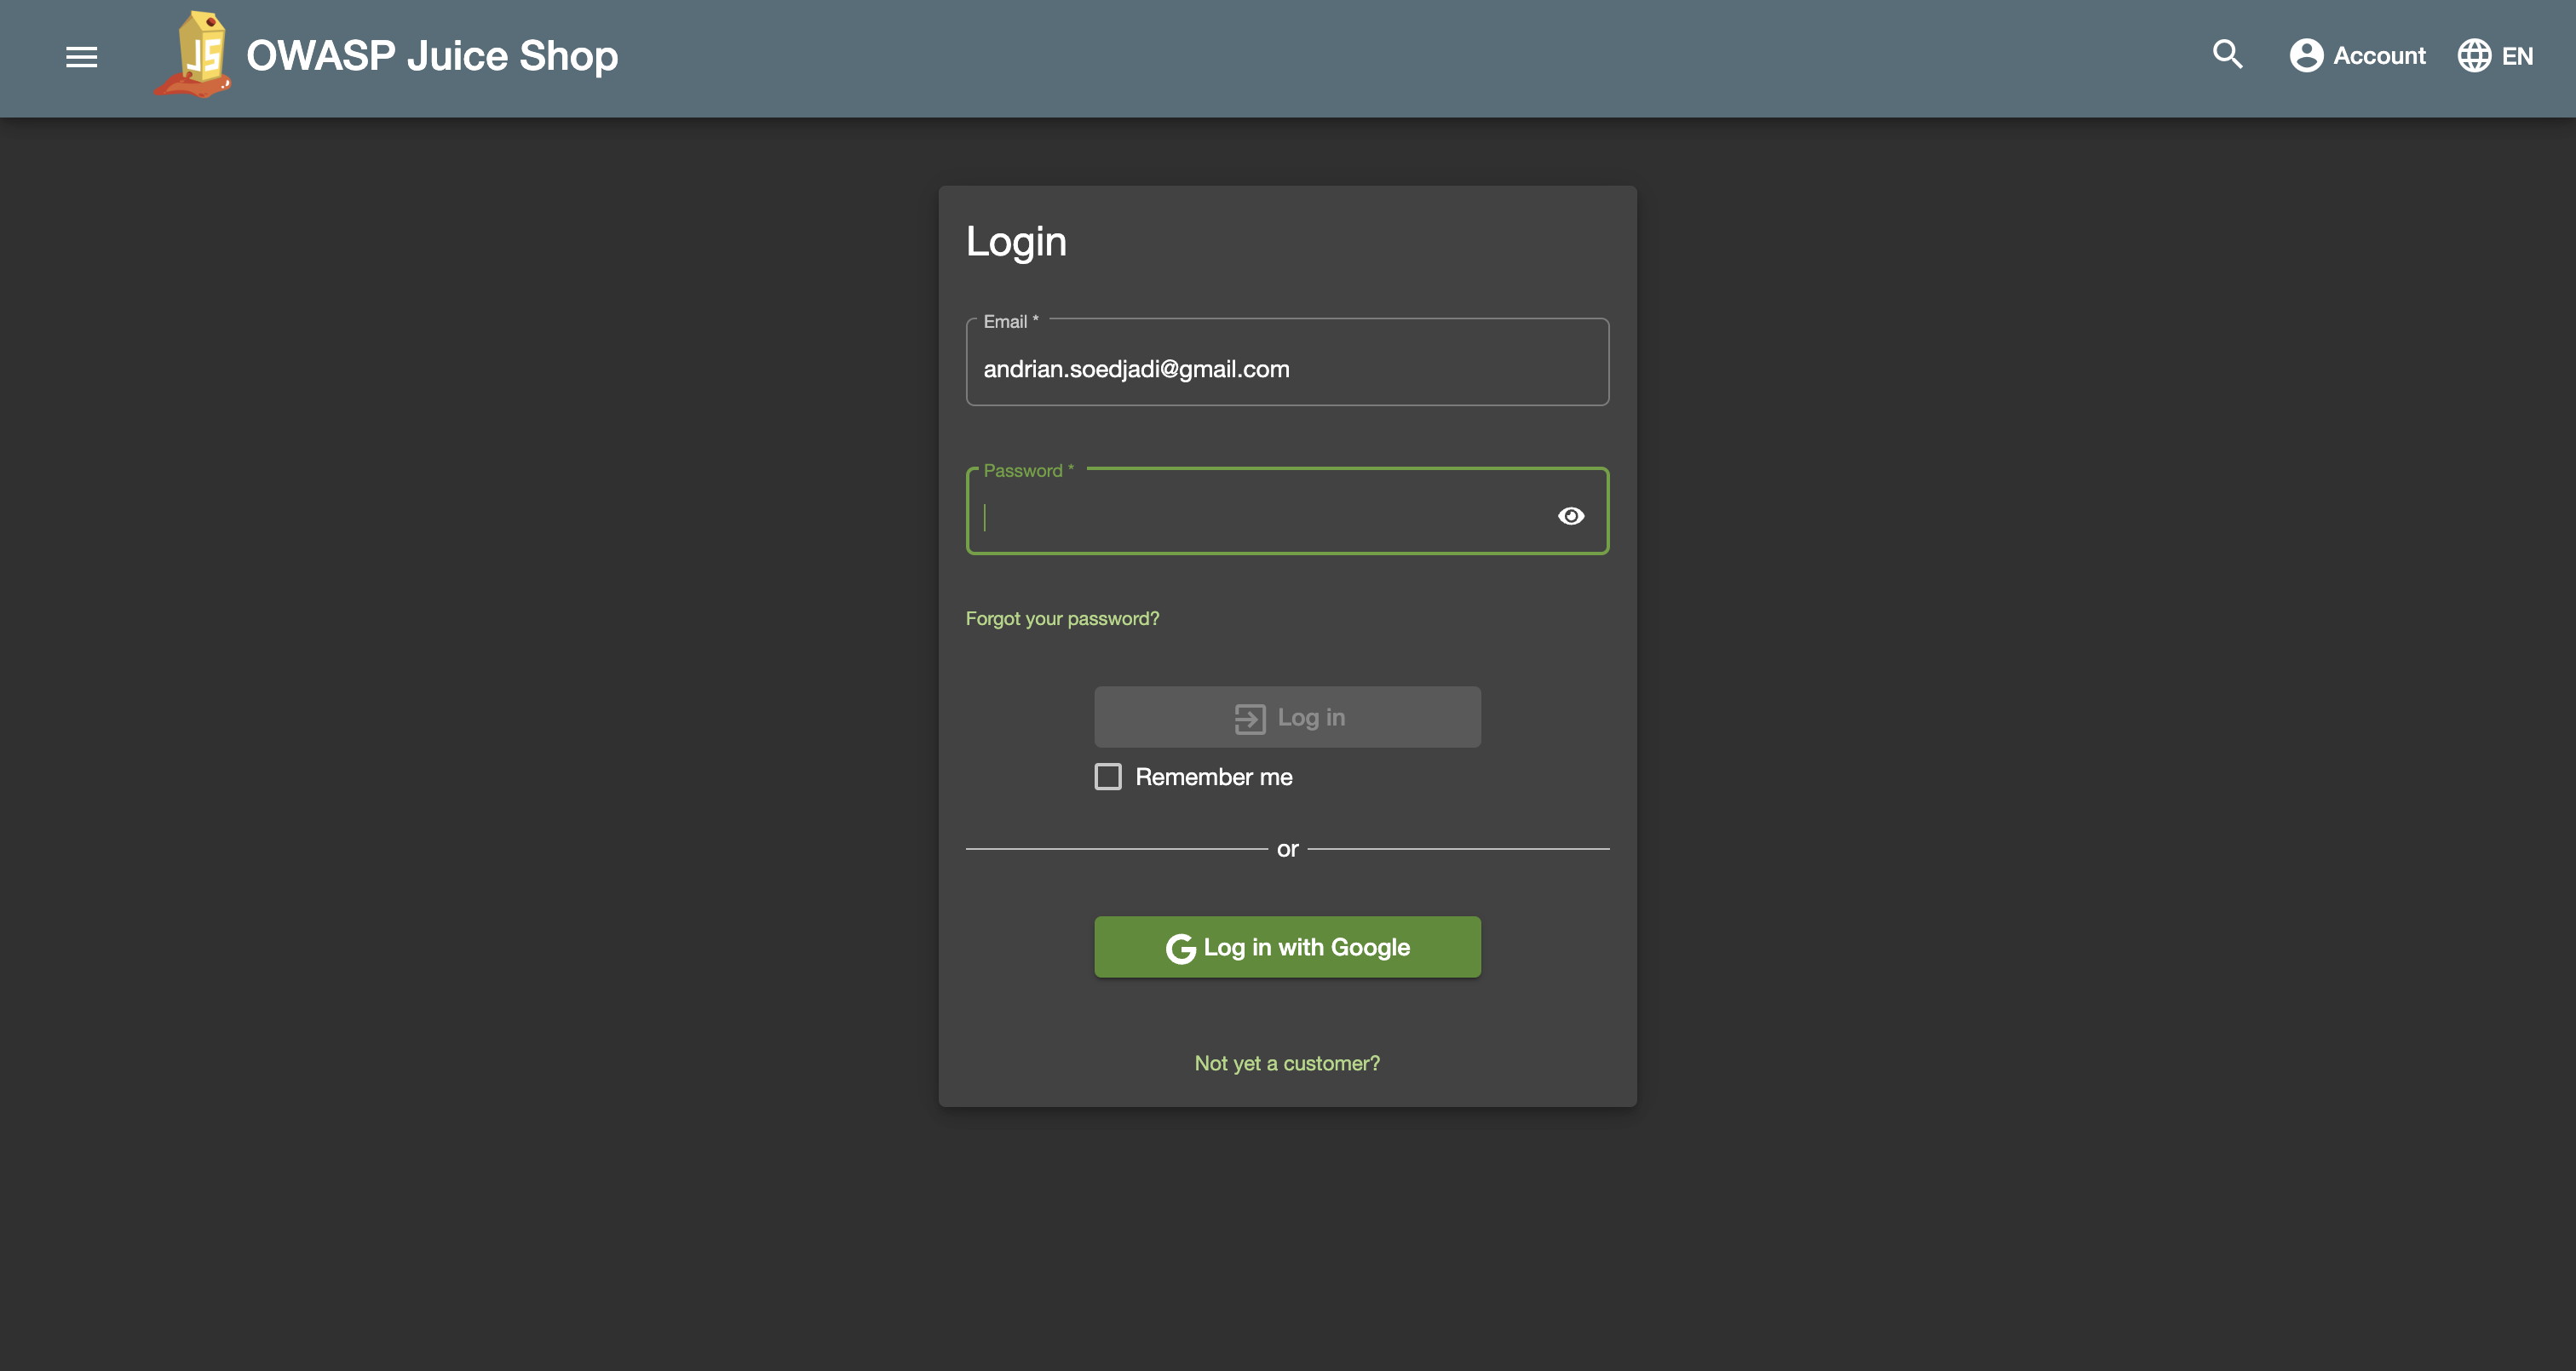 JS
OWASP Juice Shop
Account
EN
Login
Email *
andrian.soedjadi@gmail.com
Password *
Forgot your password?
Log in
Remember me
or
G Log in with Google
Not yet a customer?